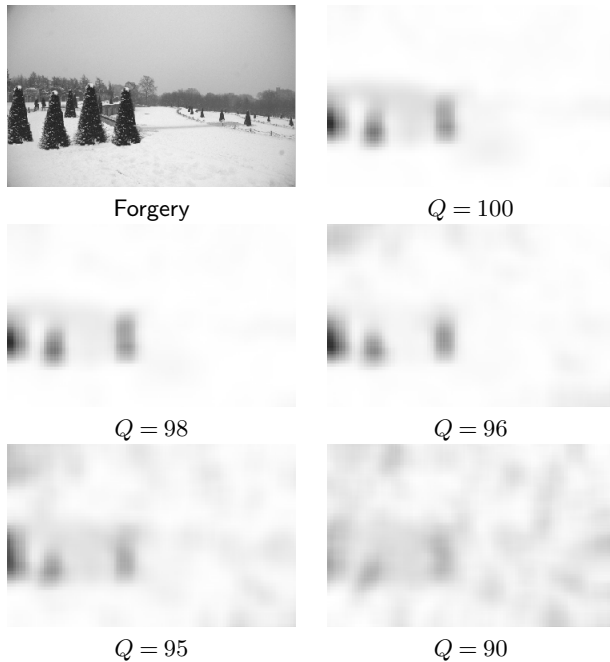 Forgery
Q = 100
Q = 98
Q = 96
Q = 95
Q = 90